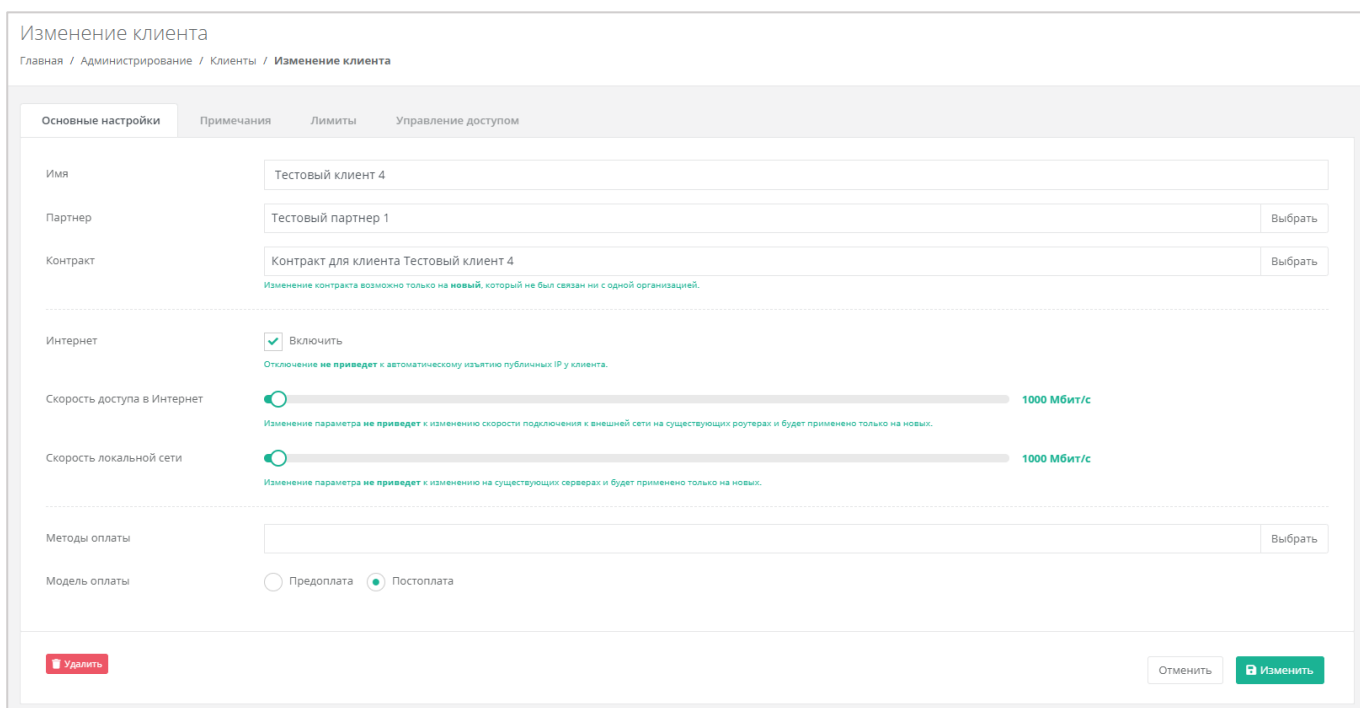 Изменение клиента
Главная / Администрирование / Клиенты / Изменение клиента
Основные настройки Примечания Лимиты Управление доступом
Имя Тестовый клиент 4
Партнер Тестовый партнер 1 Выбрать
Контракт Контракт для клиента Тестовый клиент 4 Выбрать
Изменение контракта возможно только на новый, который не был связан ни с одной организацией.
Интернет Включить
Отключение не приведет к автоматическому изъятию публичных IP у клиента.
Скорость доступа в Интернет 1000 Мбит/с
Изменение параметра не приведет к изменению скорости подключения к внешней сети на существующих роутерах и будет применено только на новых.
Скорость локальной сети 1000 Мбит/с
Изменение параметра не приведет к изменению на существующих серверах и будет применено только на новых.
Методы оплаты Выбрать
Модель оплаты Предоплата Постоплата
Удалить Отменить Изменить